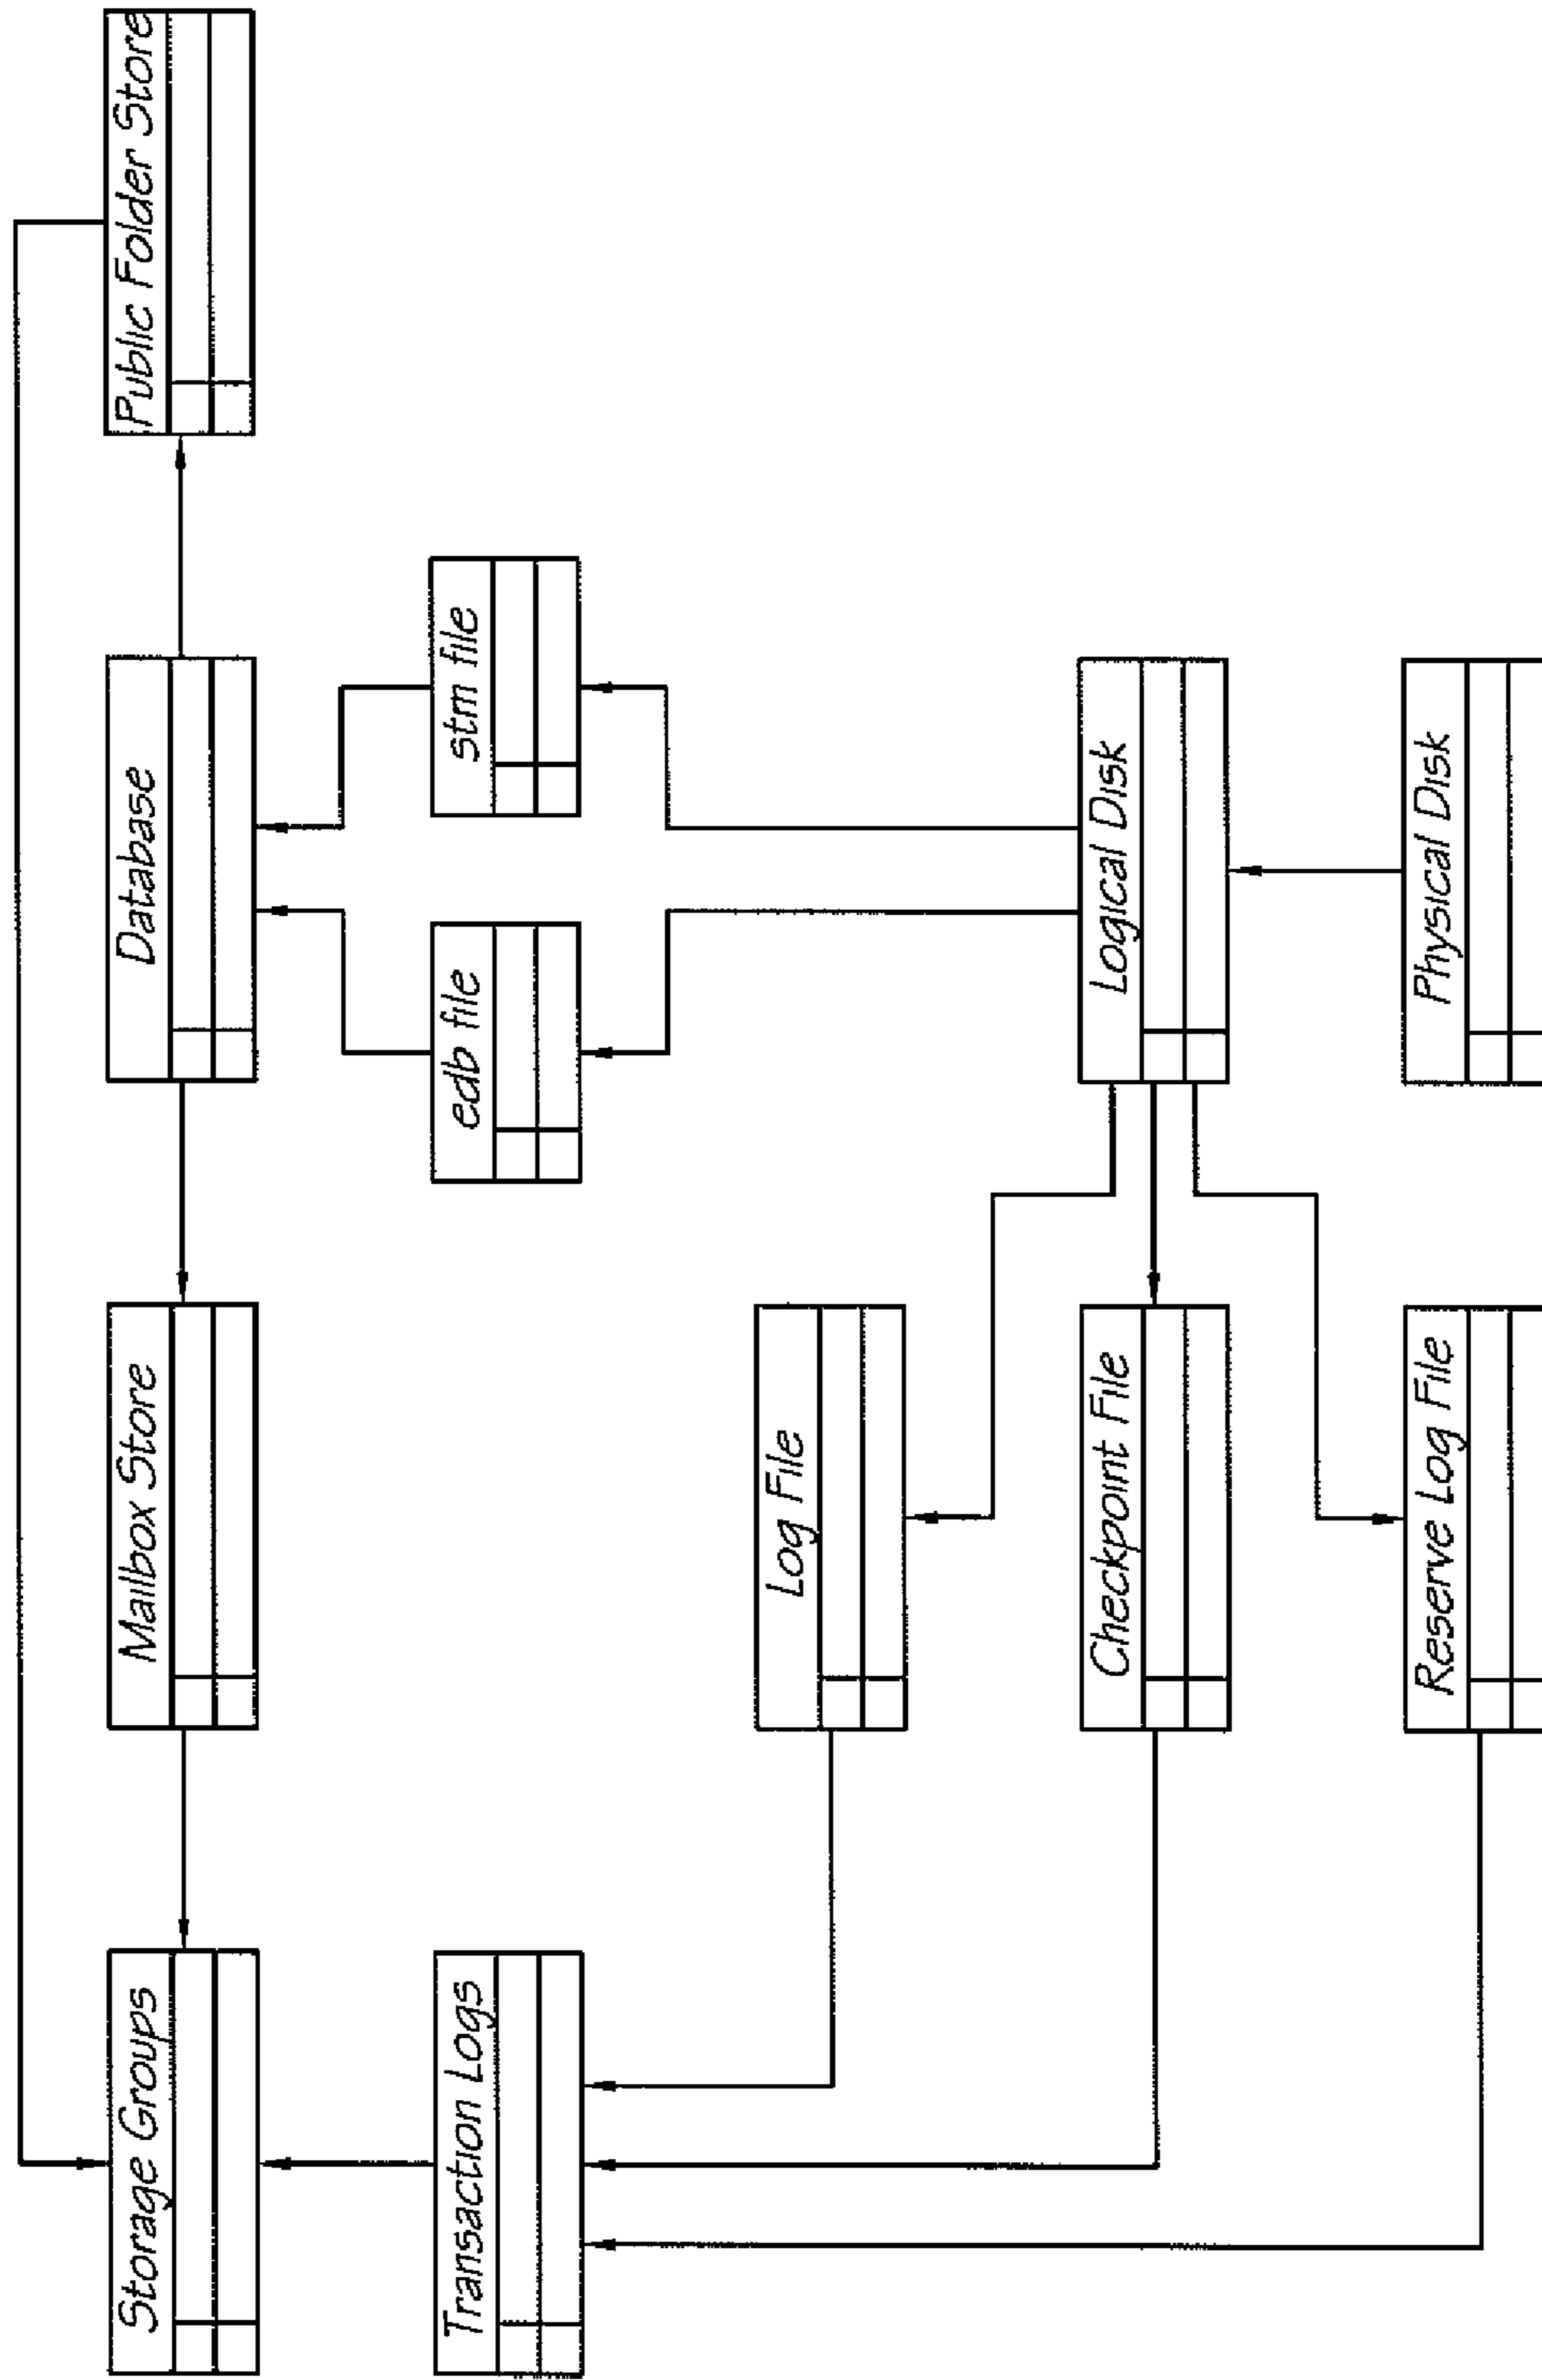 Storage Groups
Mailbox Store
Database
Public Folder Store
Transaction Logs
edb file
stm file
Log File
Checkpoint File
Logical Disk
Reserve Log File
Physical Disk